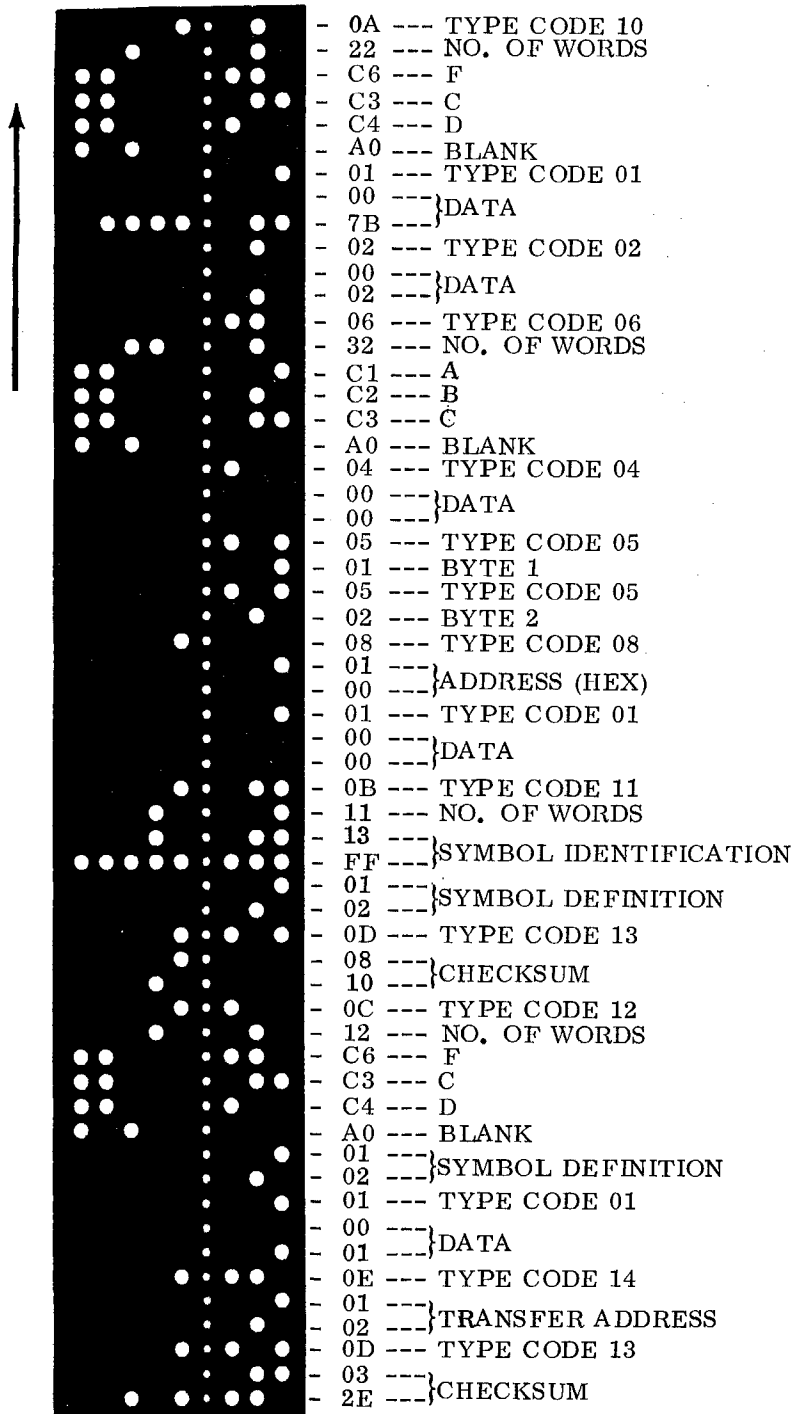 - 0A --- TYPE CODE 10
- 22 --- NO. OF WORDS
- C6 --- F
- C3 --- C
- C4 --- D
- A0 --- BLANK
- 01 --- TYPE CODE 01
- 00 ---
}DATA
- 7B ---
- 02 --- TYPE CODE 02
- 00 ---
}DATA
- 02 ---
- 06 --- TYPE CODE 06
- 32 --- NO. OF WORDS
- C1 --- A
- C2 --- B
- C3 --- C
- A0 --- BLANK
- 04 --- TYPE CODE 04
- 00 ---
}DATA
- 00 ---
- 05 --- TYPE CODE 05
- 01 --- BYTE 1
- 05 --- TYPE CODE 05
- 02 --- BYTE 2
- 08 --- TYPE CODE 08
- 01 ---
}ADDRESS (HEX)
- 00 ---
- 01 --- TYPE CODE 01
- 00 ---
}DATA
- 00 ---
- 0B --- TYPE CODE 11
- 11 --- NO. OF WORDS
- 13 ---
}SYMBOL IDENTIFICATION
- FF ---
- 01 ---
}SYMBOL DEFINITION
- 02 ---
- 0D --- TYPE CODE 13
- 08 ---
}CHECKSUM
- 10 ---
- 0C --- TYPE CODE 12
- 12 --- NO. OF WORDS
- C6 --- F
- C3 --- C
- C4 --- D
- A0 --- BLANK
- 01 ---
}SYMBOL DEFINITION
- 02 ---
- 01 --- TYPE CODE 01
- 00 ---
}DATA
- 01 ---
- 0E --- TYPE CODE 14
- 01 ---
}TRANSFER ADDRESS
- 02 ---
- 0D --- TYPE CODE 13
- 03 ---
}CHECKSUM
- 2E ---